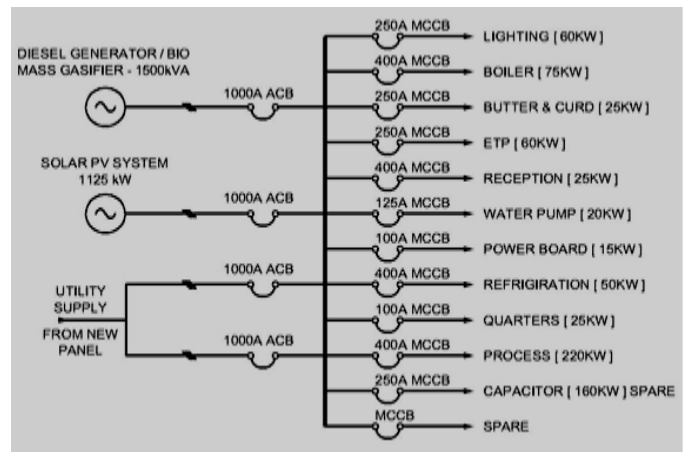 250A MCCB
LIGHTING [ 60KW ]
DIESEL GENERATOR / BIO
MASS GASIFIER - 1500kVA
400A MCCB
BOILER [ 75KW ]
1000A ACB
250A MCCB
BUTTER & CURD [ 25KW ]
250A MCCB
ETP [ 60KW ]
SOLAR PV SYSTEM
1125 kW
400A MCCB
RECEPTION [ 25KW ]
1000A ACB
125A MCCB
WATER PUMP [ 20KW ]
100A MCCB
POWER BOARD [ 15KW ]
1000A ACB
400A MCCB
REFRIGIRATION [ 50KW ]
UTILITY
SUPPLY
FROM NEW
PANEL
100A MCCB
QUARTERS [ 25KW ]
1000A ACB
400A MCCB
PROCESS [ 220KW ]
250A MCCB
CAPACITOR [ 160KW ] SPARE
MCCB
SPARE